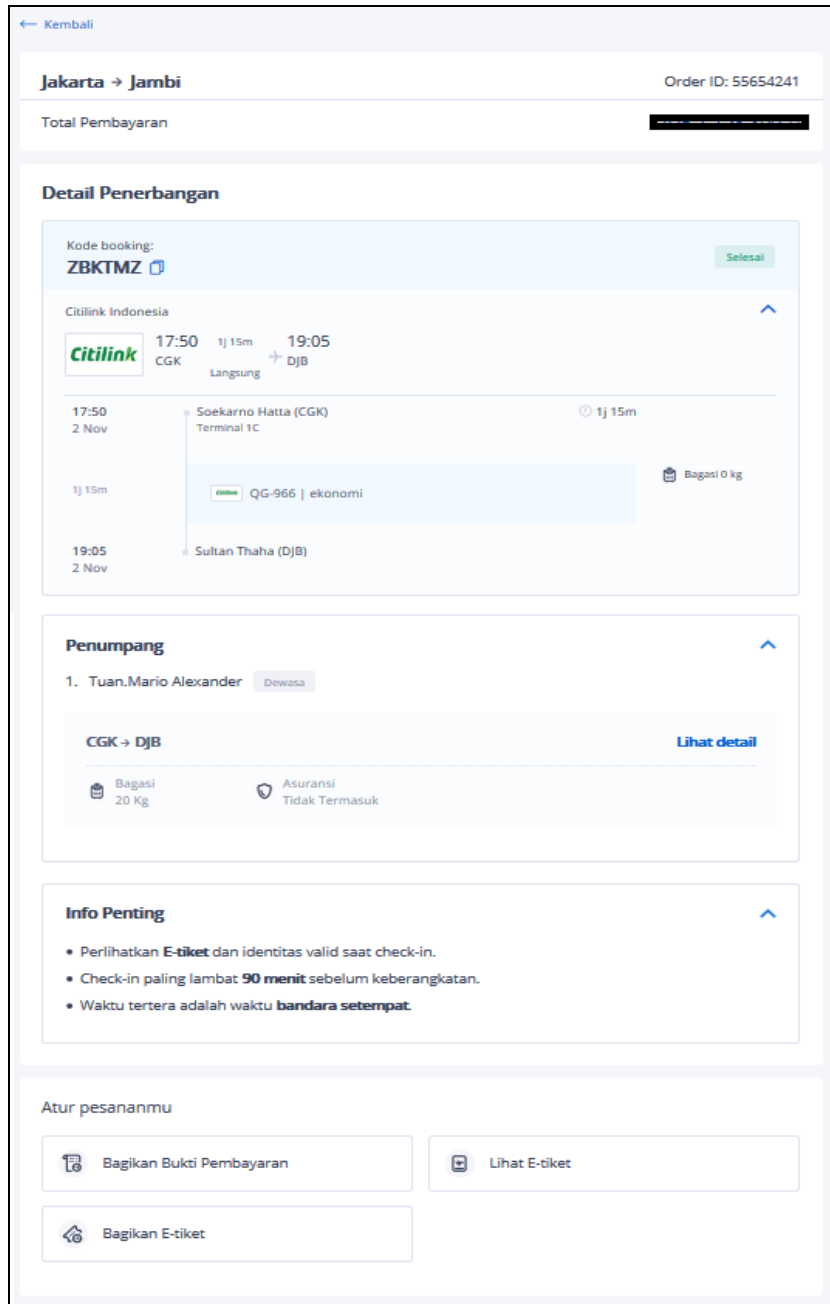 ← Kembali
Jakarta → Jambi
Order ID: 55654241
Total Pembayaran
Detail Penerbangan
Kode booking:
ZBKTMZ
Selesai
Citilink Indonesia
Citilink
17:50 1j 15m 19:05
CGK Langsung DJB
17:50 Soekarno Hatta (CGK) 1j 15m
2 Nov Terminal 1C
Bagasi 0 kg
1j 15m Citilink QG-966 | ekonomi
19:05 Sultan Thaha (DJB)
2 Nov
Penumpang
1. Tuan.Mario Alexander Dewasa
CGK → DJB Lihat detail
Bagasi Asuransi
20 Kg Tidak Termasuk
Info Penting
• Perlihatkan E-tiket dan identitas valid saat check-in.
• Check-in paling lambat 90 menit sebelum keberangkatan.
• Waktu tertera adalah waktu bandara setempat.
Atur pesananmu
Bagikan Bukti Pembayaran
Lihat E-tiket
Bagikan E-tiket